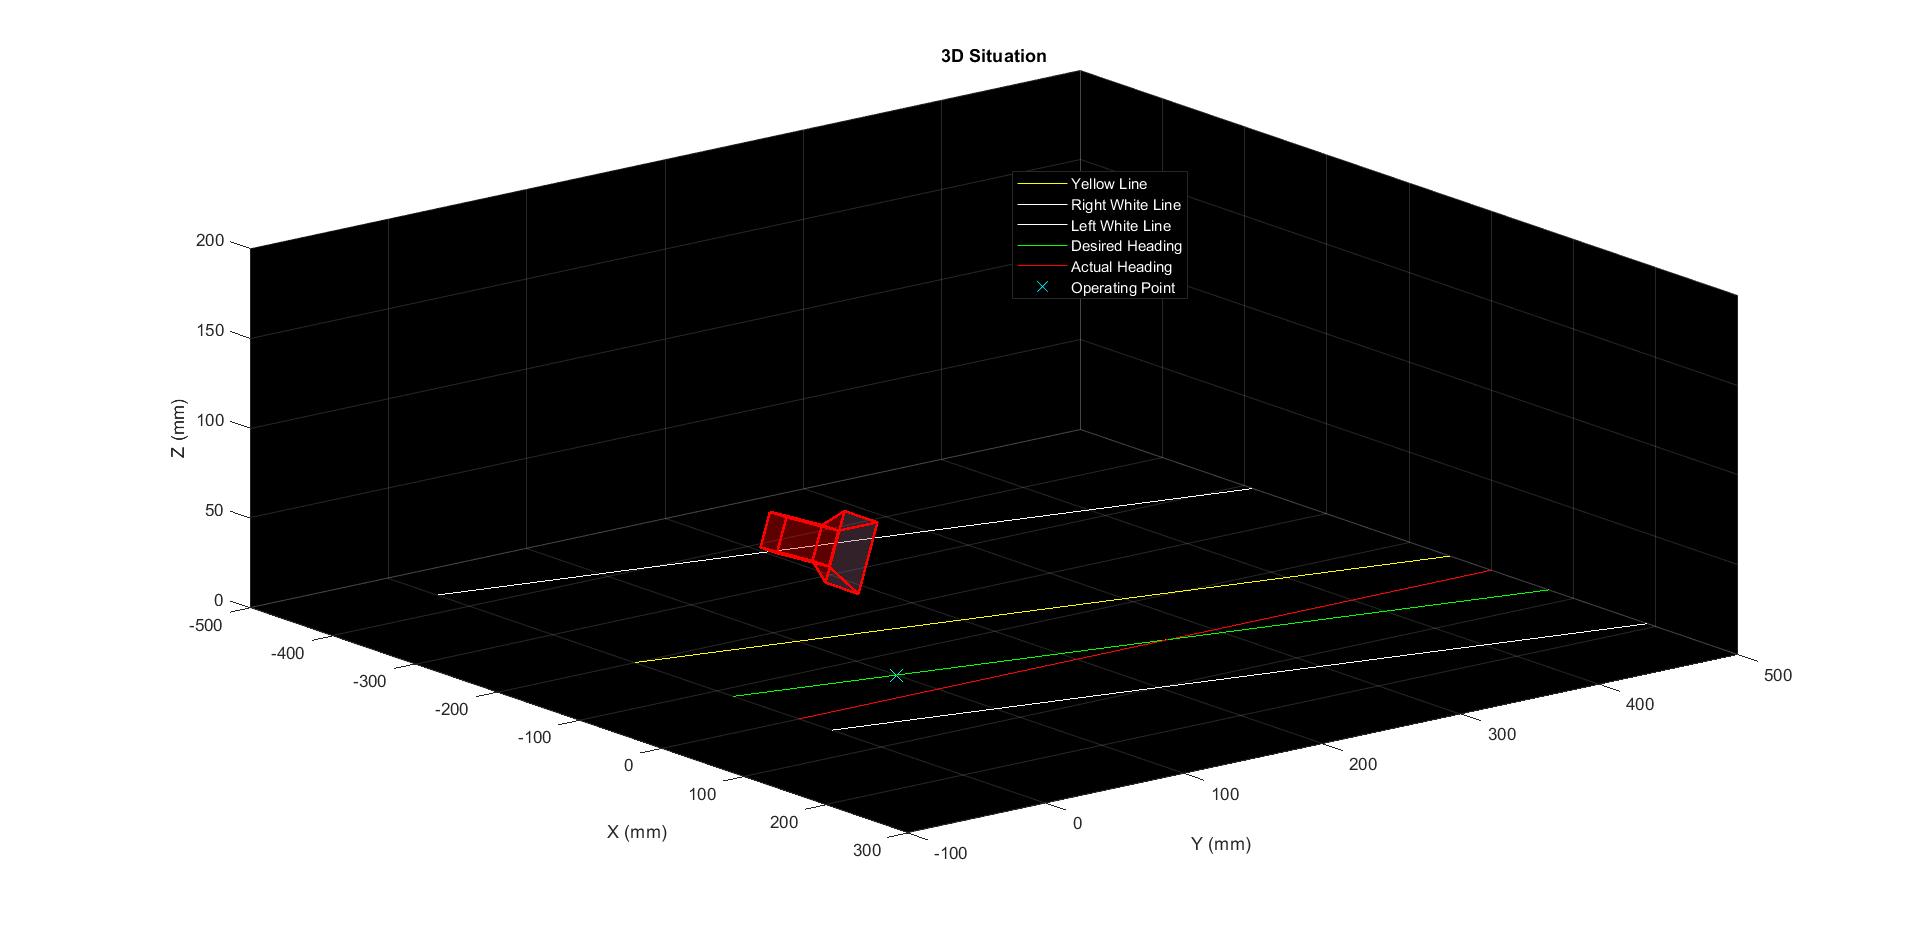 3D Situation
Yellow Line
Right White Line
Left White Line
Desired Heading
Actual Heading
Operating Point
200
150
100
50
0
Z (mm)
-500
-400
-300
-200
-100
0
100
200
300
X (mm)
-100
0
100
200
300
400
500
Y (mm)